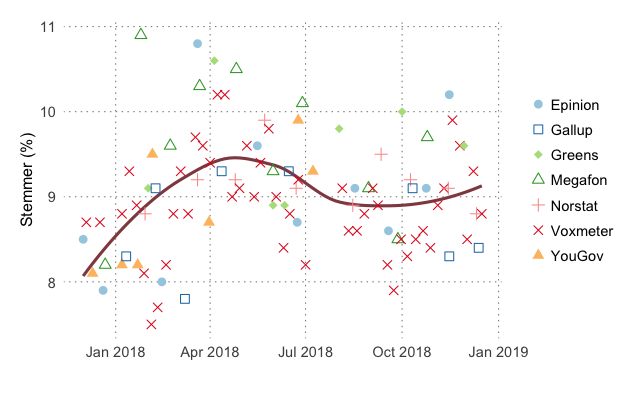 11
10
9
8
Stemmer (%)
Jan 2018 Apr 2018 Jul 2018 Oct 2018 Jan 2019
Epinion
Gallup
Greens
Megafon
Norstat
Voxmeter
YouGov